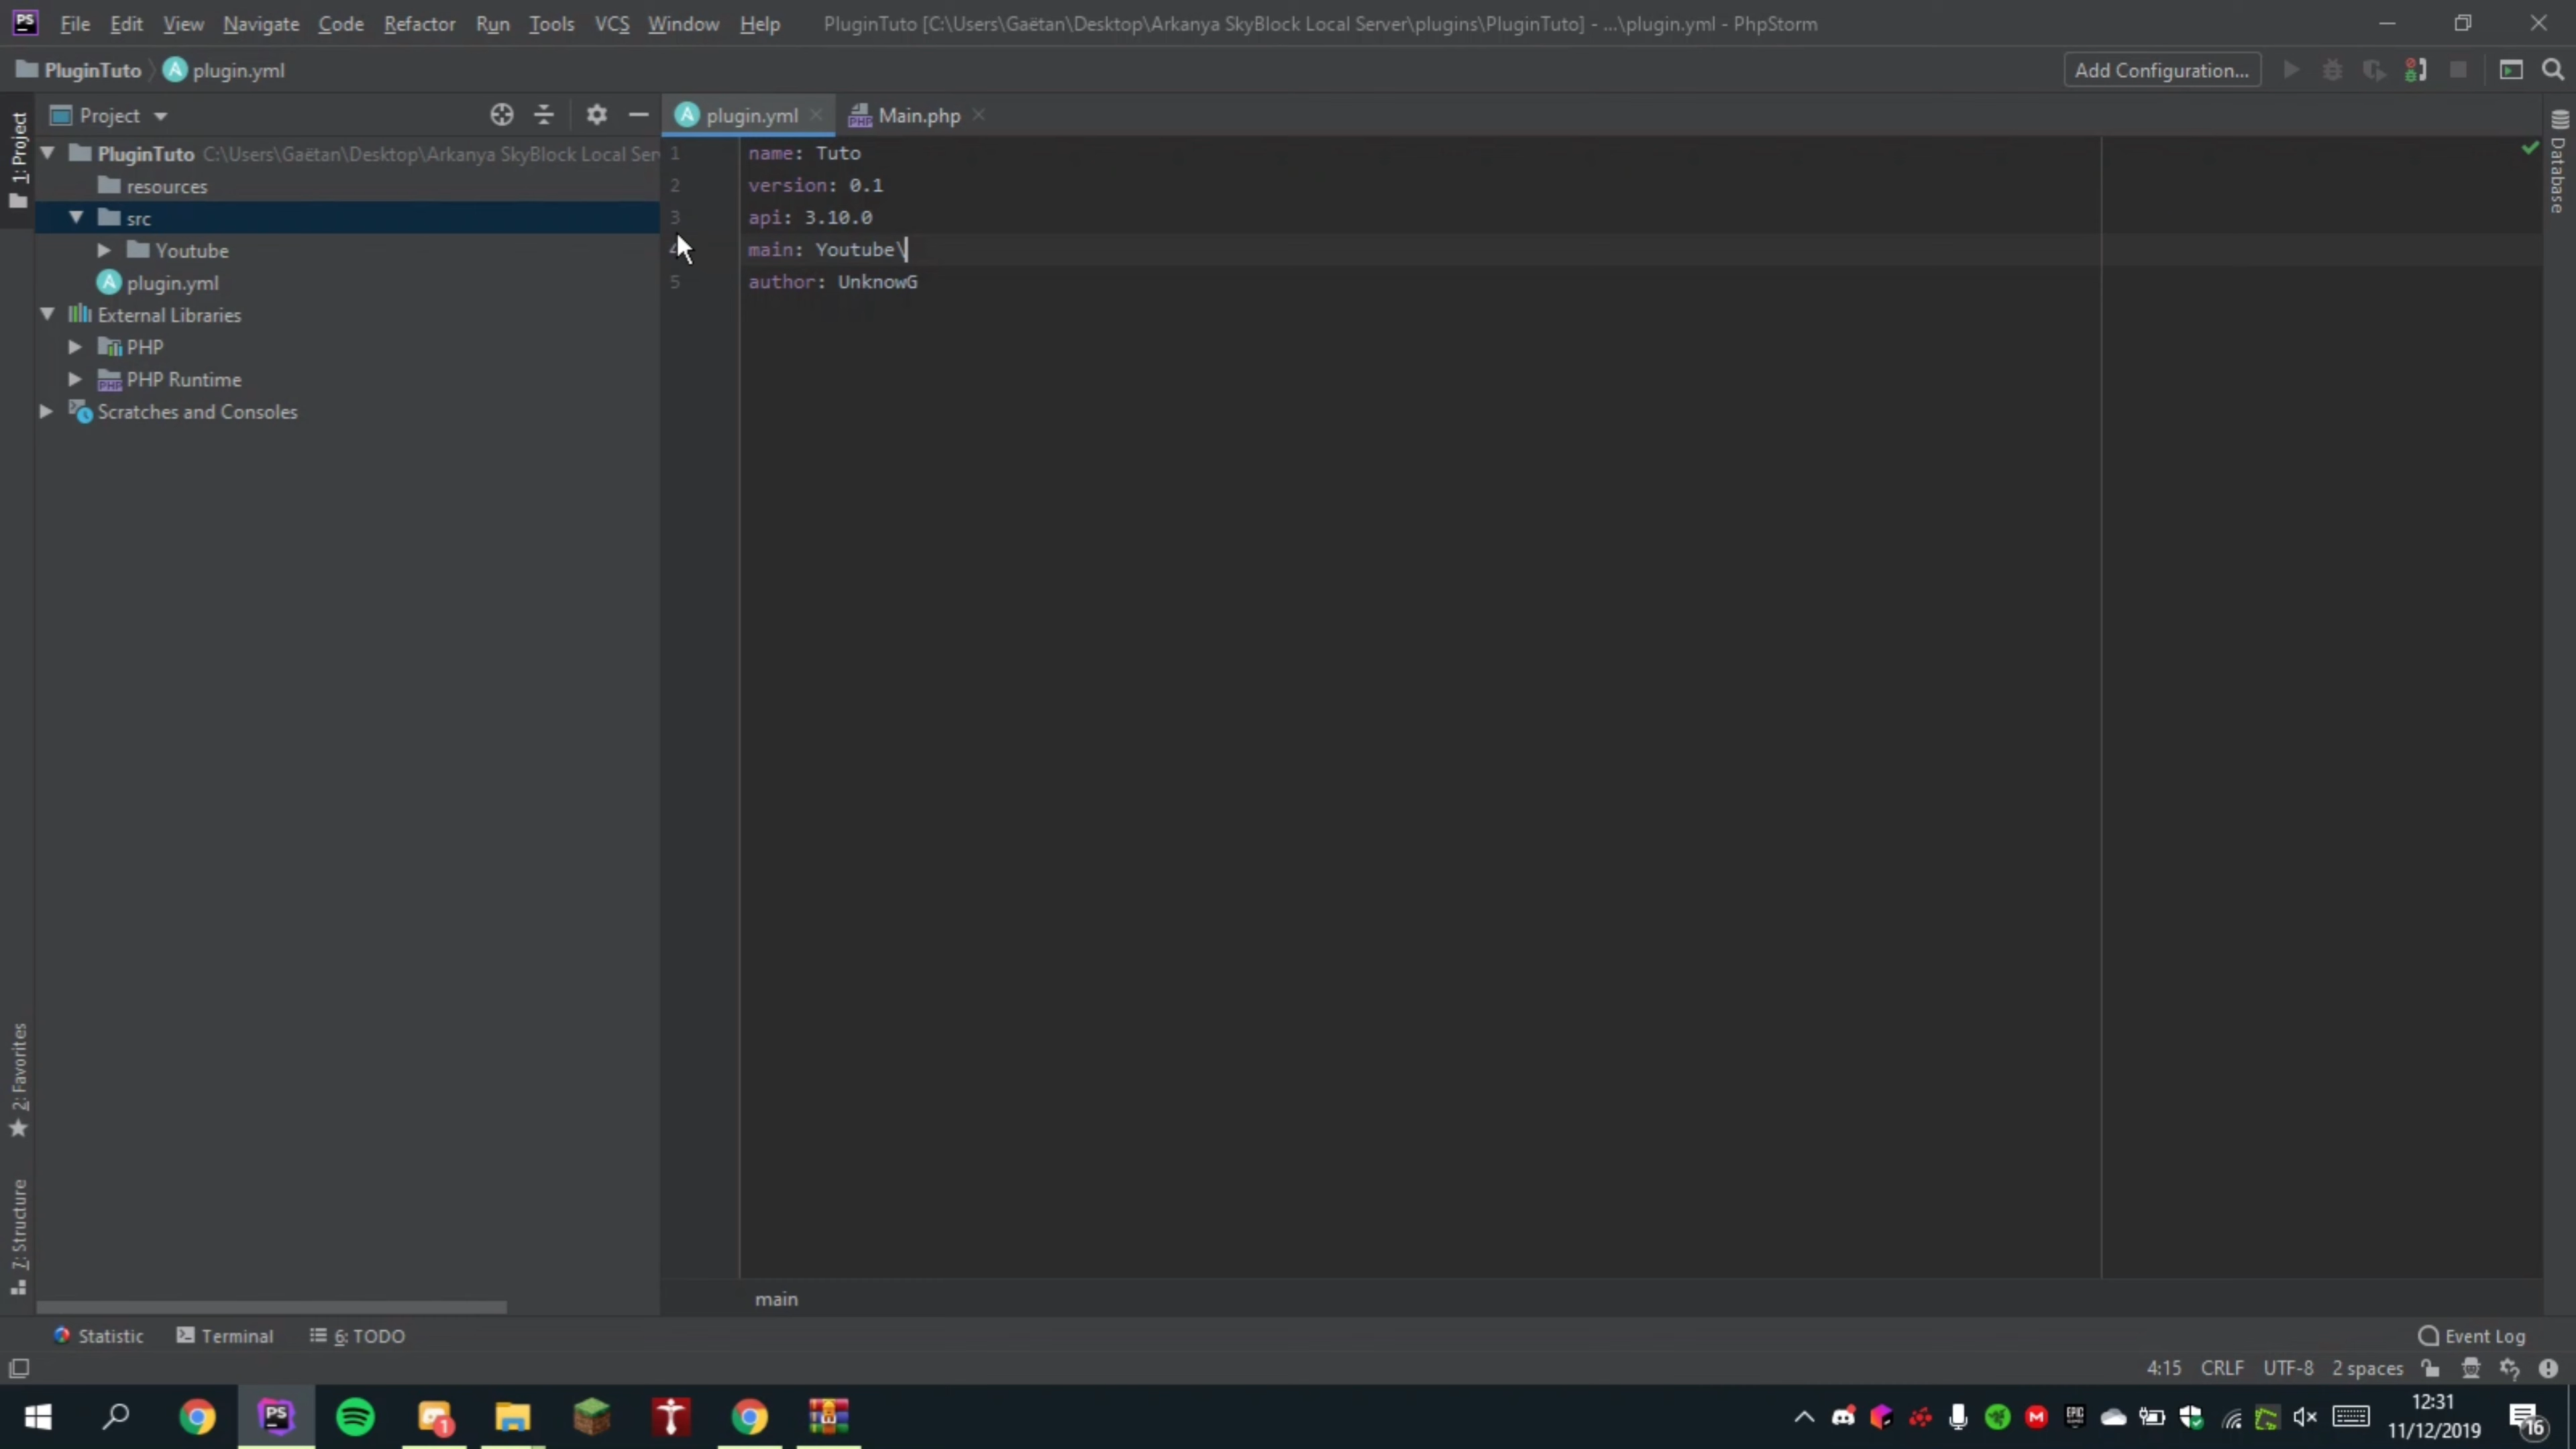 PS File Edit View Navigate Code Refactor Run Tools VCS Window Help PluginTuto [C:\Users\Gaëtan\Desktop\Arkanya SkyBlock Local Server\plugins\PluginTuto] - ...\plugin.yml - PhpStorm
PluginTuto plugin.yml Add Configuration...
1: Project
Project
plugin.yml
Main.php
PluginTuto C:\Users\Gaëtan\Desktop\Arkanya SkyBlock Local Ser
resources
src
Youtube
plugin.yml
External Libraries
PHP
PHP Runtime
Scratches and Consoles
1 name: Tuto
2 version: 0.1
3 api: 3.10.0
4 main: Youtube\
5 author: UnknowG
Database
2: Favorites
7: Structure
main
Statistic Terminal 6: TODO Event Log
4:15 CRLF UTF-8 2 spaces
12:31
11/12/2019
16